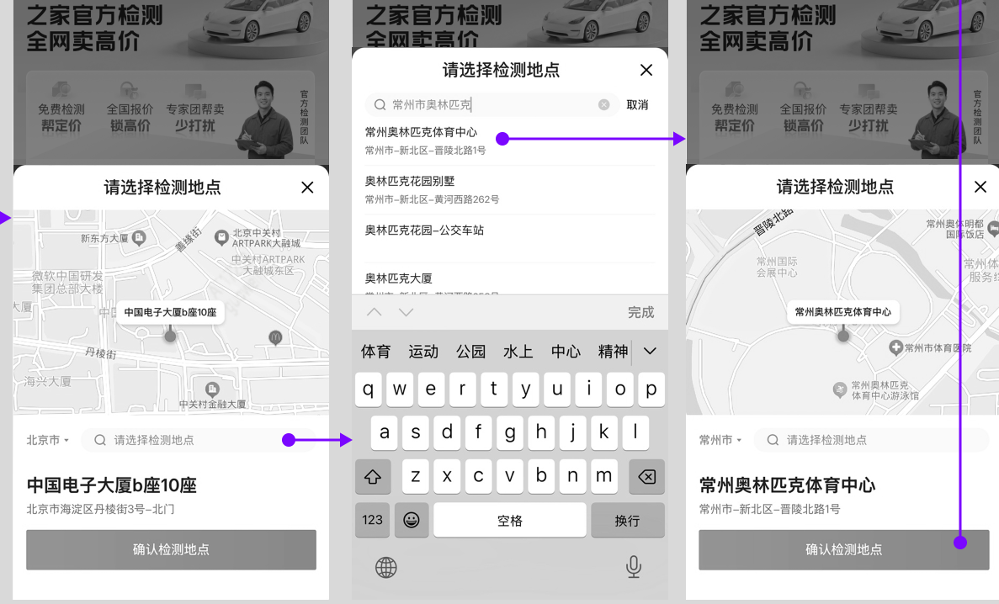 之家官方检测
全网卖高价
免费检测
帮定价
全国报价
锁高价
专家团帮卖
少打扰
官方检测团队
请选择检测地点
新东方大厦
善缘街
北京中关村
ARTPARK大融城
中关村ARTPARK
大融城东区
微软中国研发
集团总部大楼
大厦
中国
中国电子大厦b座10座
丹棱街
海兴大厦
中关村金融大厦
北京市
请选择检测地点
中国电子大厦b座10座
北京市海淀区丹棱街3号-北门
确认检测地点
之家官方检测
全网卖高价
请选择检测地点
常州市奥林匹克
取消
常州奥林匹克体育中心
常州市-新北区-晋陵北路1号
奥林匹克花园别墅
常州市-新北区-黄河西路262号
奥林匹克花园-公交车站
奥林匹克大厦
完成
体育 运动 公园 水上 中心 精神
q w e r t y u i o p
a s d f g h j k l
z x c v b n m
123 空格 换行
之家官方检测
全网卖高价
免费检测
帮定价
全国报价
锁高价
专家团帮卖
少打扰
官方检测团队
请选择检测地点
晋陵北路
常州奥体明都
国际饭店
常州国际
会展中心
常州体
服务综
常州奥林匹克体育中心
常州市体育医院
常州奥林匹克
体育中心游泳馆
常州市
请选择检测地点
常州奥林匹克体育中心
常州市-新北区-晋陵北路1号
确认检测地点